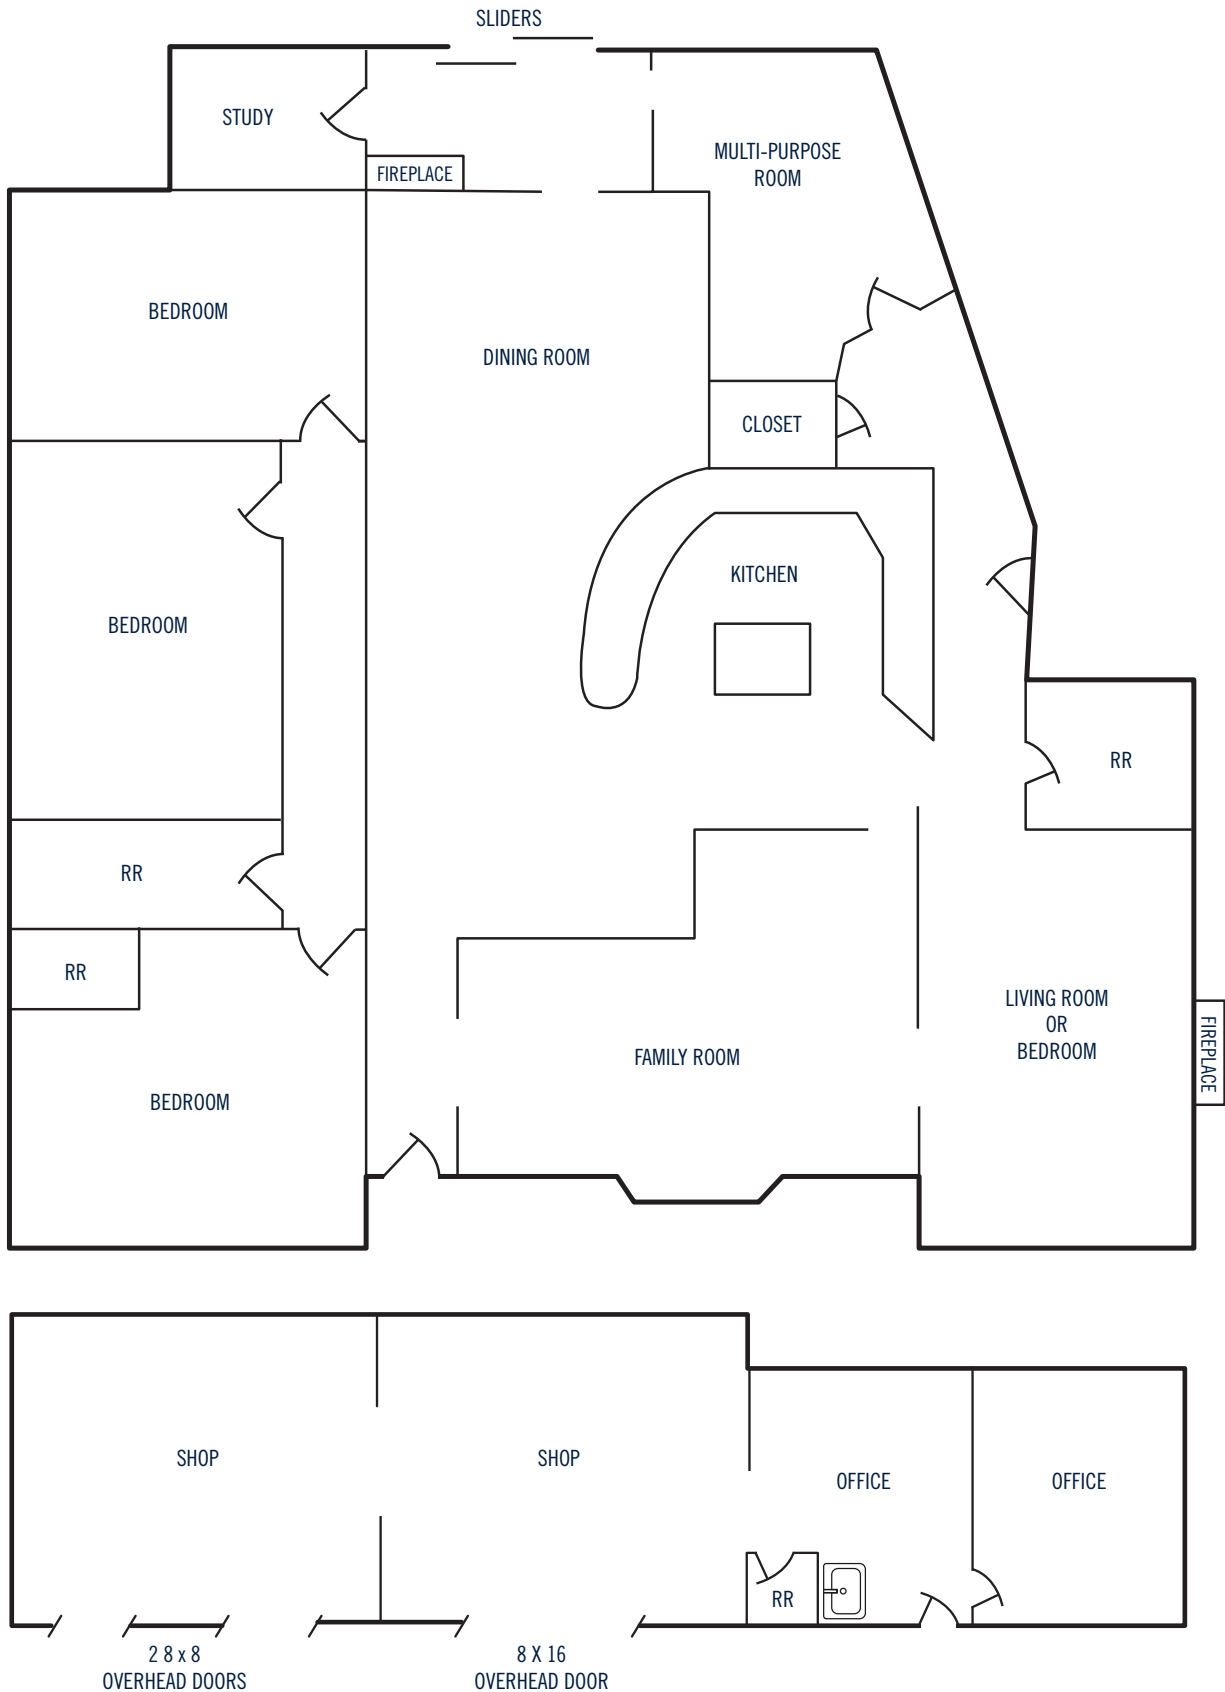 SLIDERS
STUDY
FIREPLACE
MULTI-PURPOSE
ROOM
BEDROOM
DINING ROOM
CLOSET
KITCHEN
BEDROOM
RR
RR
RR
LIVING ROOM
OR
BEDROOM
FIREPLACE
FAMILY ROOM
BEDROOM
SHOP
SHOP
OFFICE
OFFICE
RR
2 8 x 8
OVERHEAD DOORS
8 X 16
OVERHEAD DOOR